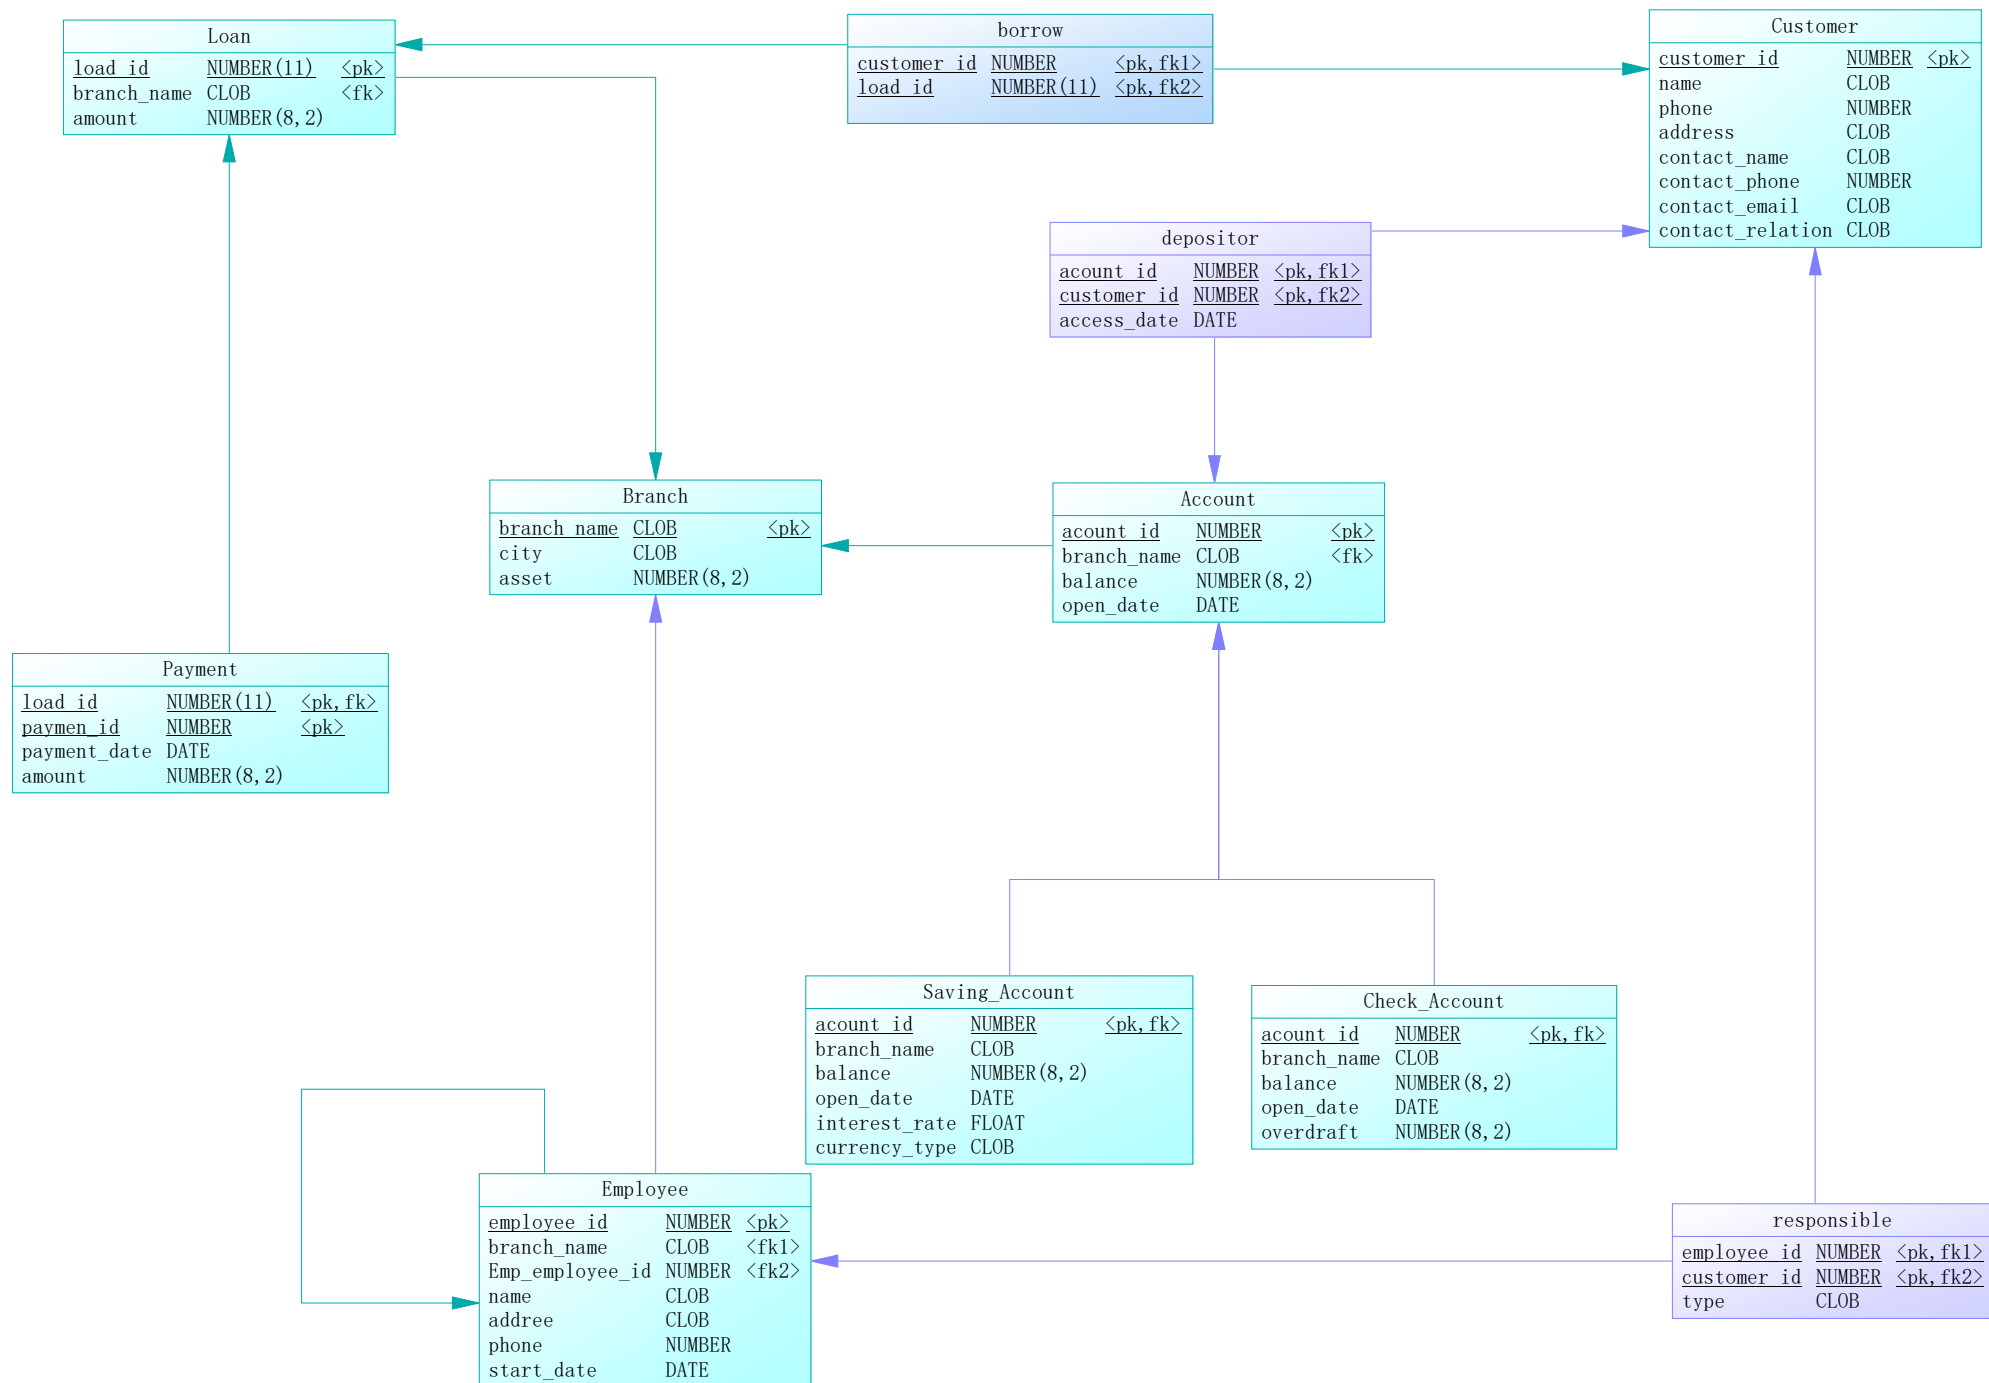 Loan
load_id NUMBER(11) <pk>
branch_name CLOB <fk>
amount NUMBER(8,2)
borrow
customer_id NUMBER <pk,fk1>
load_id NUMBER(11) <pk,fk2>
Customer
customer_id NUMBER <pk>
name CLOB
phone NUMBER
address CLOB
contact_name CLOB
contact_phone NUMBER
contact_email CLOB
contact_relation CLOB
depositor
acount_id NUMBER <pk,fk1>
customer_id NUMBER <pk,fk2>
access_date DATE
Branch
branch_name CLOB <pk>
city CLOB
asset NUMBER(8,2)
Account
acount_id NUMBER <pk>
branch_name CLOB <fk>
balance NUMBER(8,2)
open_date DATE
Payment
load_id NUMBER(11) <pk,fk>
paymen_id NUMBER <pk>
payment_date DATE
amount NUMBER(8,2)
Saving_Account
acount_id NUMBER <pk,fk>
branch_name CLOB
balance NUMBER(8,2)
open_date DATE
interest_rate FLOAT
currency_type CLOB
Check_Account
acount_id NUMBER <pk,fk>
branch_name CLOB
balance NUMBER(8,2)
open_date DATE
overdraft NUMBER(8,2)
Employee
employee_id NUMBER <pk>
branch_name CLOB <fk1>
Emp_employee_id NUMBER <fk2>
name CLOB
addree CLOB
phone NUMBER
start_date DATE
responsible
employee_id NUMBER <pk,fk1>
customer_id NUMBER <pk,fk2>
type CLOB